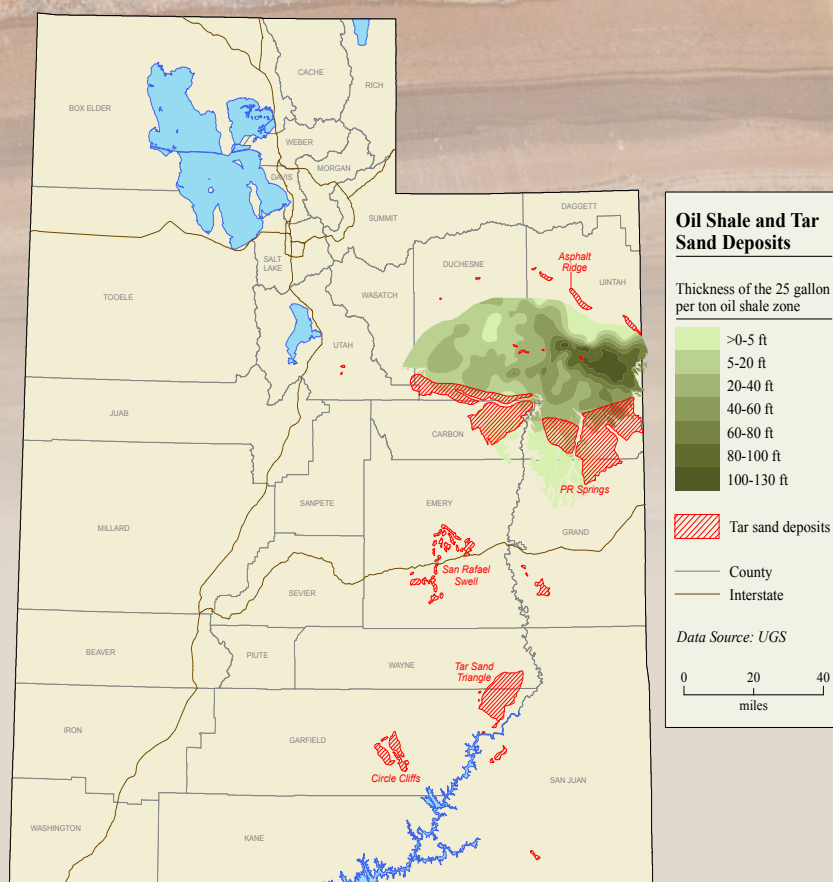 CACHE
RICH
BOX ELDER
WEBER
MORGAN
DAVIS
SUMMIT
DAGGETT
SALT
LAKE
DUCHESNE
Asphalt
Ridge
UINTAH
TOOELE
WASATCH
UTAH
JUAB
CARBON
PR Springs
SANPETE
EMERY
MILLARD
GRAND
San Rafael
Swell
SEVIER
BEAVER
PIUTE
WAYNE
Tar Sand
Triangle
IRON
GARFIELD
Circle Cliffs
SAN JUAN
WASHINGTON
KANE
Oil Shale and Tar
Sand Deposits
Thickness of the 25 gallon
per ton oil shale zone
>0-5 ft
5-20 ft
20-40 ft
40-60 ft
60-80 ft
80-100 ft
100-130 ft
Tar sand deposits
County
Interstate
Data Source: UGS
0 20 40
miles